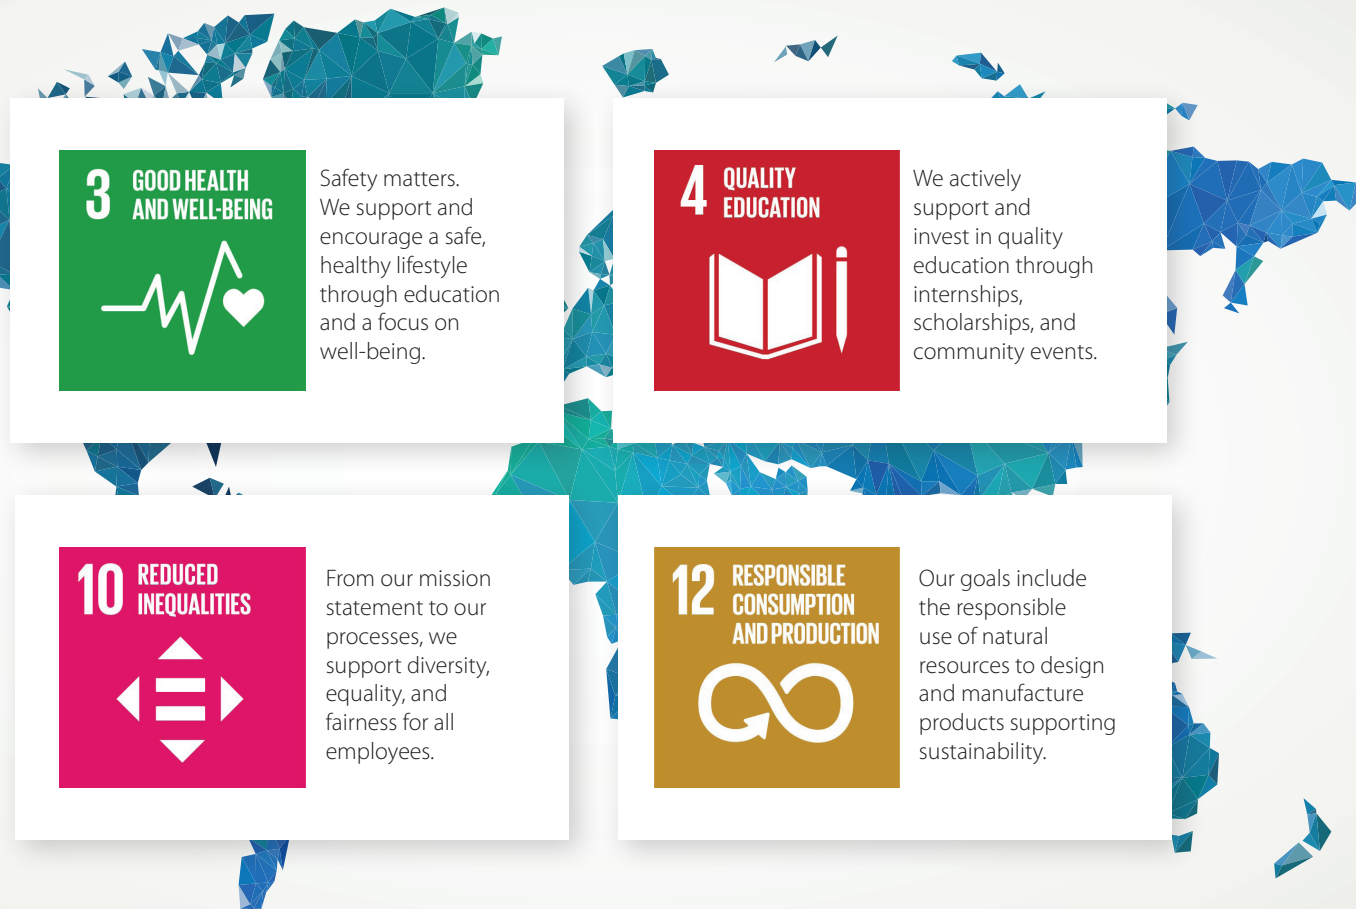 3 GOOD HEALTH
AND WELL-BEING
Safety matters.
We support and
encourage a safe,
healthy lifestyle
through education
and a focus on
well-being.
4 QUALITY
EDUCATION
We actively
support and
invest in quality
education through
internships,
scholarships, and
community events.
10 REDUCED
INEQUALITIES
From our mission
statement to our
processes, we
support diversity,
equality, and
fairness for all
employees.
12 RESPONSIBLE
CONSUMPTION
AND PRODUCTION
Our goals include
the responsible
use of natural
resources to design
and manufacture
products supporting
sustainability.